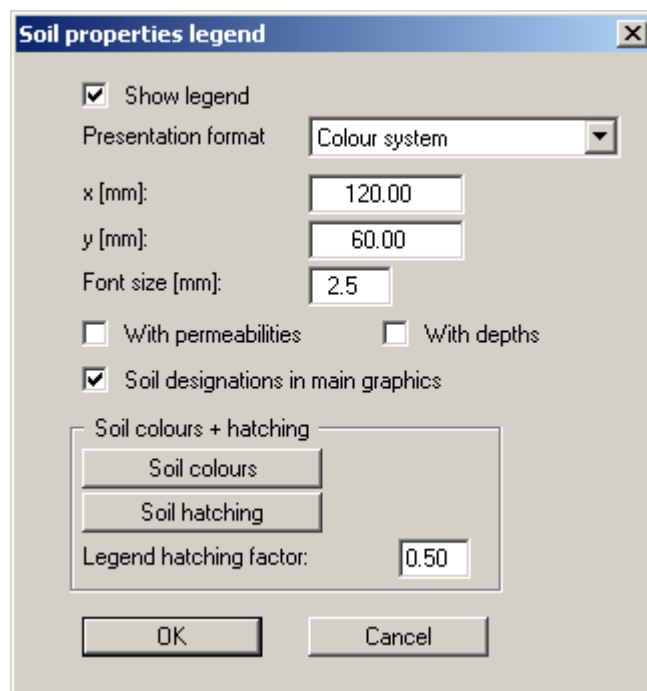 Soil properties legend
Show legend
Presentation format Colour system
x [mm]: 120.00
y [mm]: 60.00
Font size [mm]: 2.5
With permeabilities With depths
Soil designations in main graphics
Soil colours + hatching
Soil colours
Soil hatching
Legend hatching factor: 0.50
OK Cancel